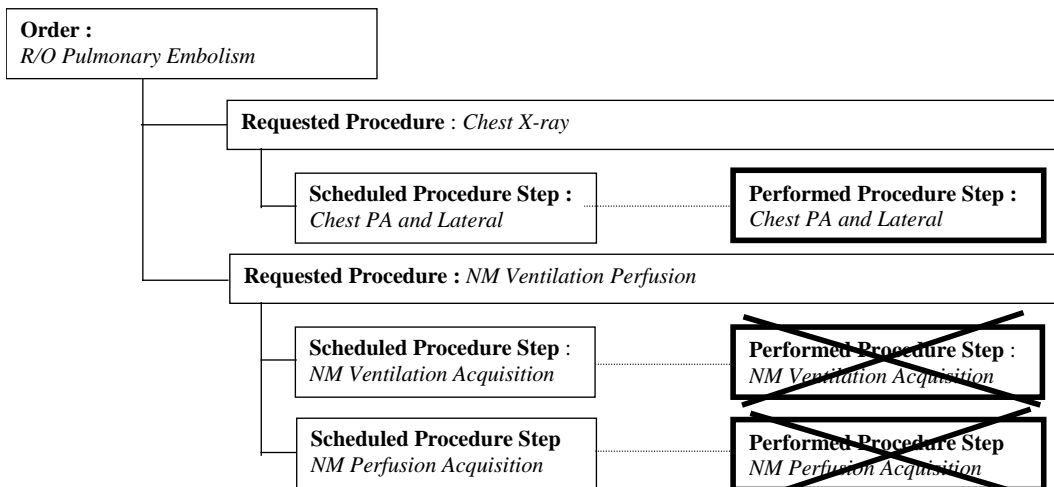 Order :
R/O Pulmonary Embolism
Requested Procedure : Chest X-ray
Scheduled Procedure Step :
Chest PA and Lateral
Performed Procedure Step :
Chest PA and Lateral
Requested Procedure : NM Ventilation Perfusion
Scheduled Procedure Step :
NM Ventilation Acquisition
Performed Procedure Step :
NM Ventilation Acquisition
Scheduled Procedure Step
NM Perfusion Acquisition
Performed Procedure Step
NM Perfusion Acquisition